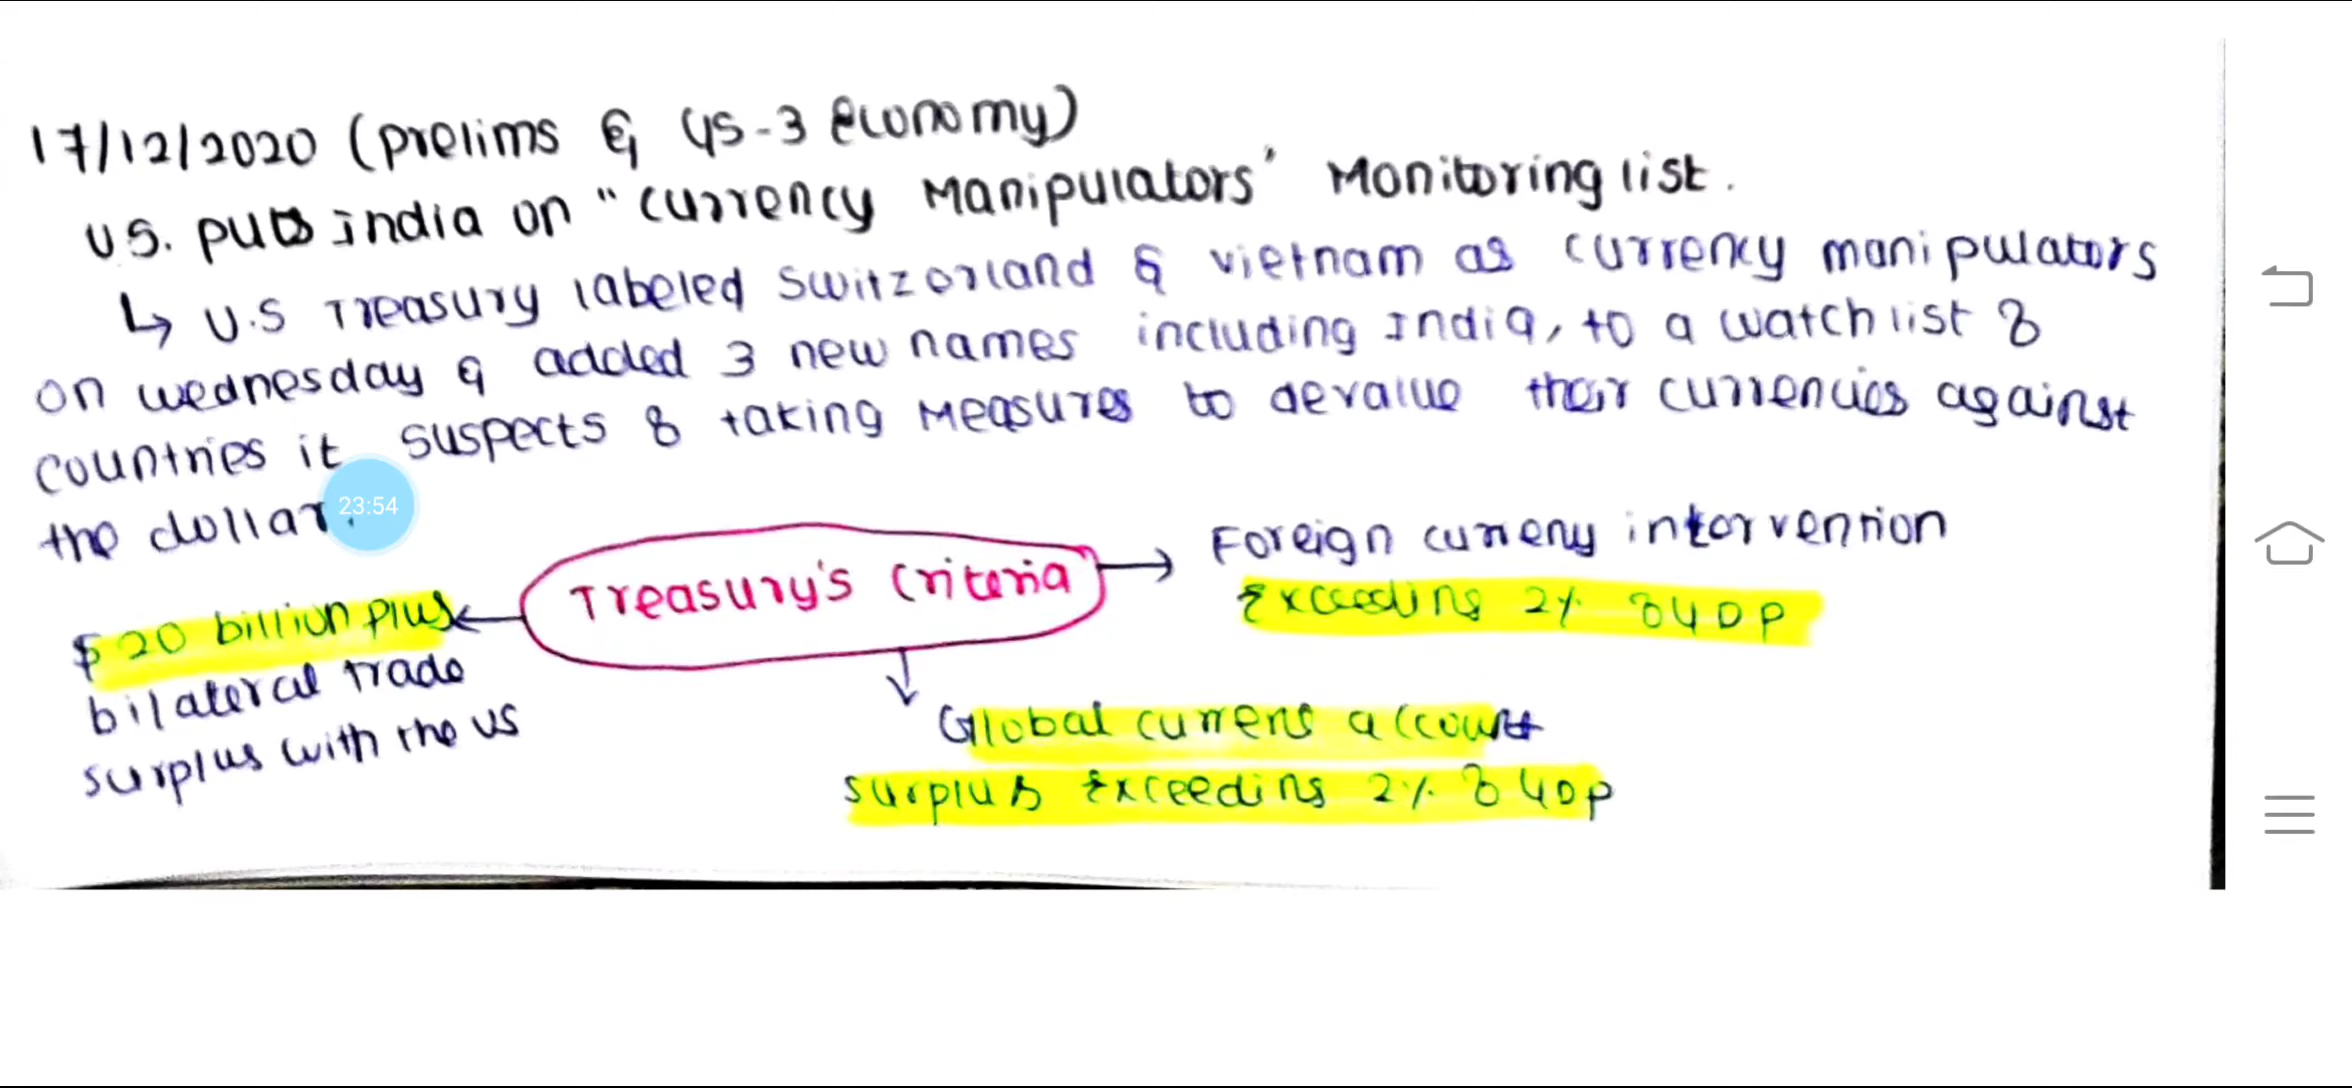 17/12/2020 (Prelims & GS-3 Economy)
U.S. puts India on "Currency Manipulators' Monitoring list.
↳ U.S Treasury labeled Switzerland & Vietnam as currency manipulators
on wednesday & added 3 new names including India, to a watch list of
countries it suspects of taking Measures to devalue their currencies against
the dollar.
23:54
Treasury's Criteria
→ Foreign curreny intervention
Exceeding 2% of GDP
$20 billion plus
bilateral trade
surplus with the US
Global current account
surplus Exceeding 2% of GDP